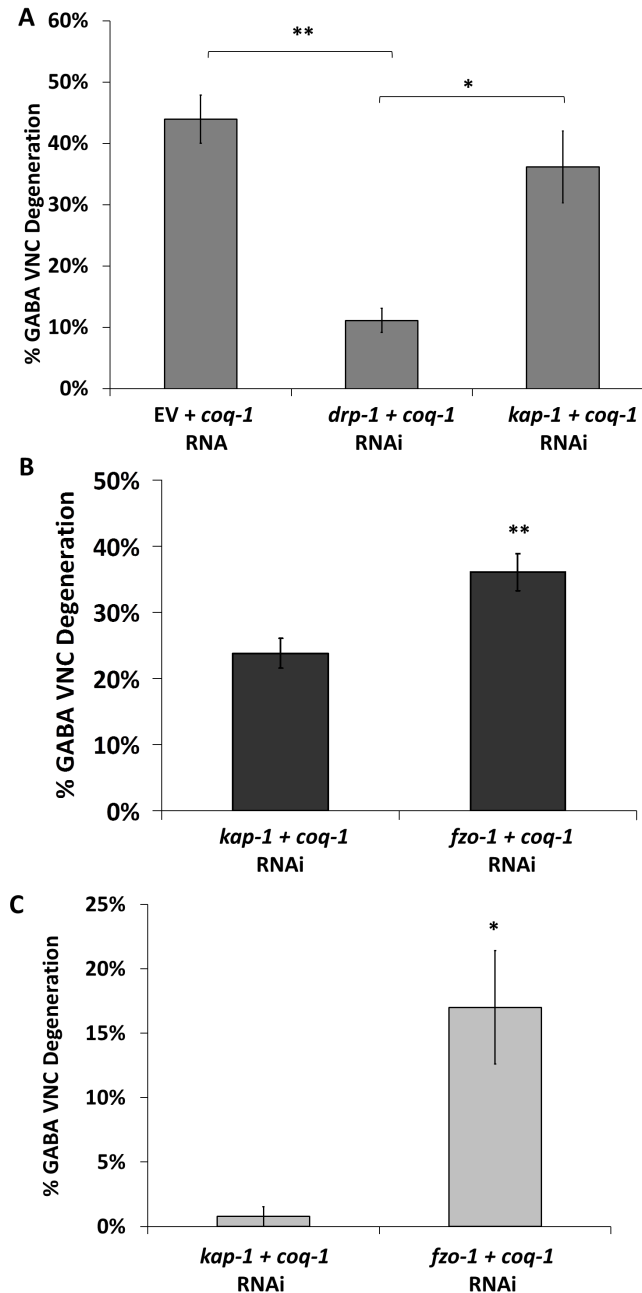 A
60%
50%
40%
30%
20%
10%
0%
% GABA VNC Degeneration
**
*
EV + coq-1
RNA
drp-1 + coq-1
RNAi
kap-1 + coq-1
RNAi
B
50%
40%
30%
20%
10%
0%
% GABA VNC Degeneration
**
kap-1 + coq-1
RNAi
fzo-1 + coq-1
RNAi
C
25%
20%
15%
10%
5%
0%
% GABA VNC Degeneration
*
kap-1 + coq-1
RNAi
fzo-1 + coq-1
RNAi